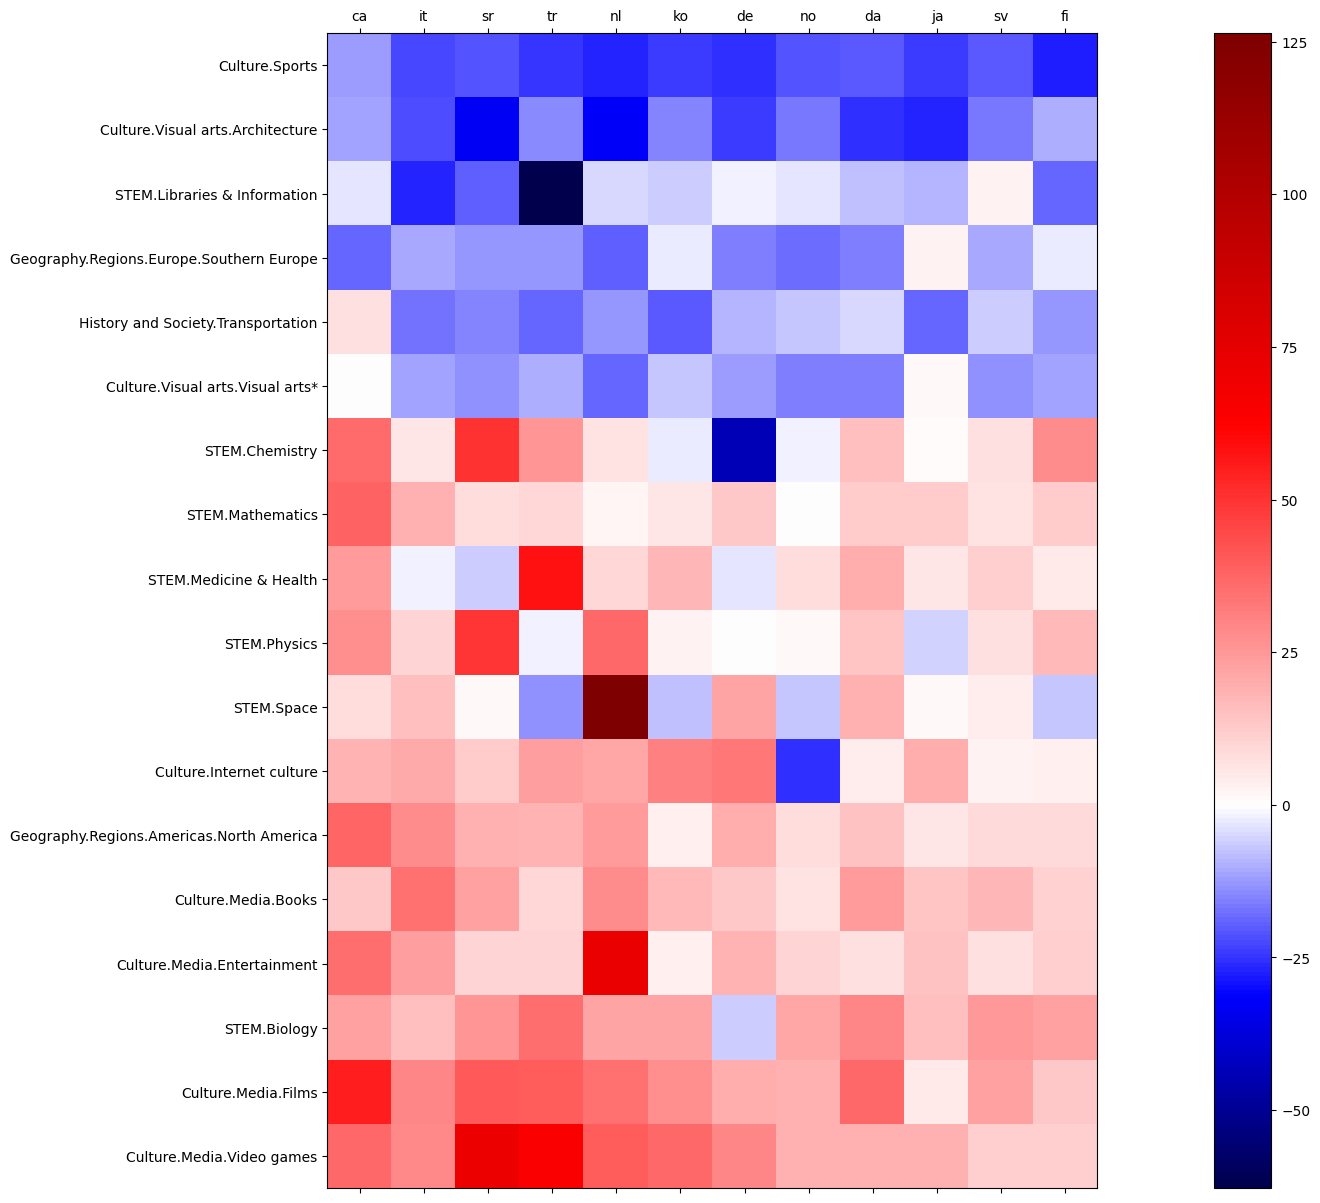 ca it sr tr nl ko de no da ja sv fi
Culture.Sports
Culture.Visual arts.Architecture
STEM.Libraries & Information
Geography.Regions.Europe.Southern Europe
History and Society.Transportation
Culture.Visual arts.Visual arts*
STEM.Chemistry
STEM.Mathematics
STEM.Medicine & Health
STEM.Physics
STEM.Space
Culture.Internet culture
Geography.Regions.Americas.North America
Culture.Media.Books
Culture.Media.Entertainment
STEM.Biology
Culture.Media.Films
Culture.Media.Video games
125
100
75
50
25
0
−25
−50